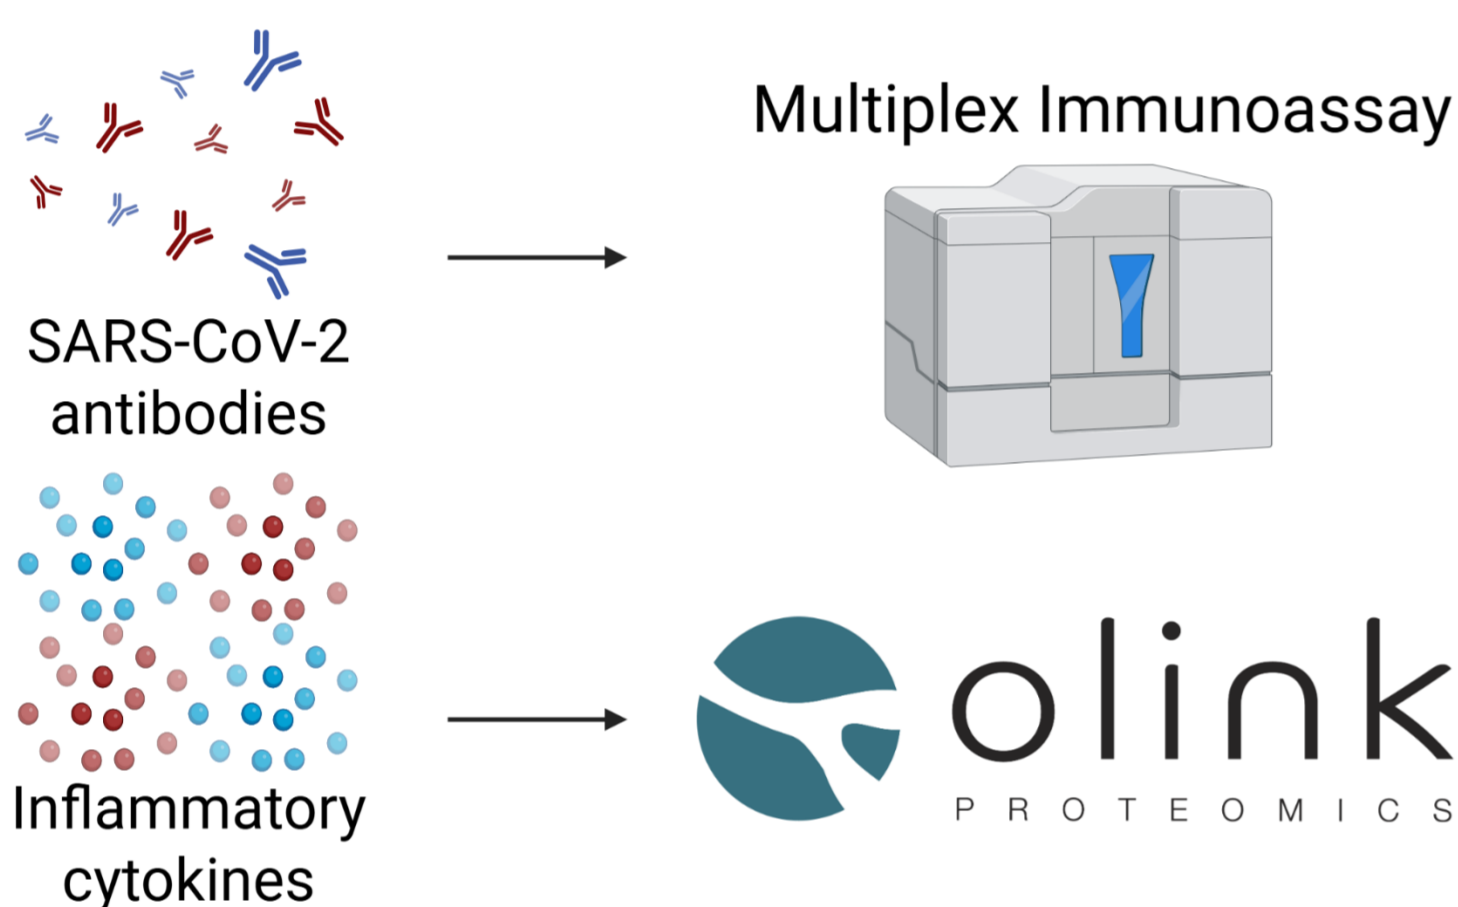 Multiplex Immunoassay
SARS-CoV-2
antibodies
Inflammatory
cytokines
olink
PROTEOMICS